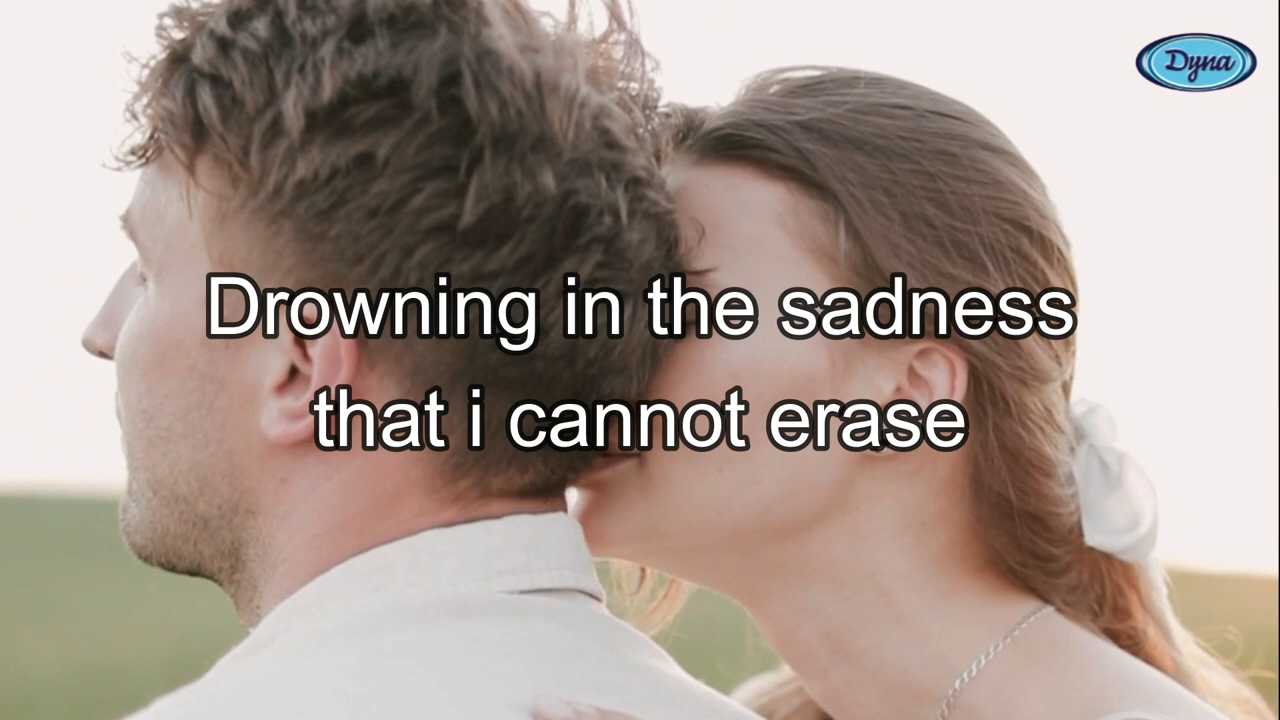 Dyna
Drowning in the sadness
that i cannot erase